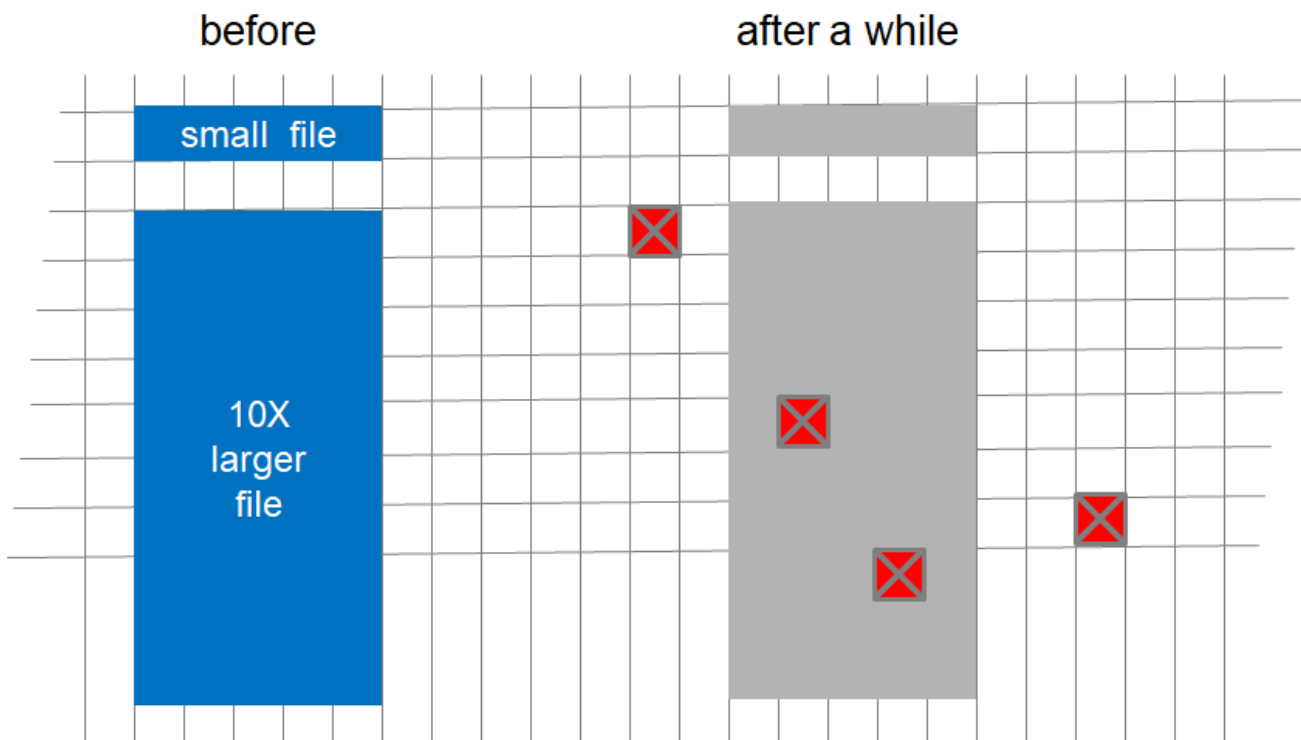 before
after a while
small file
10X
larger
file